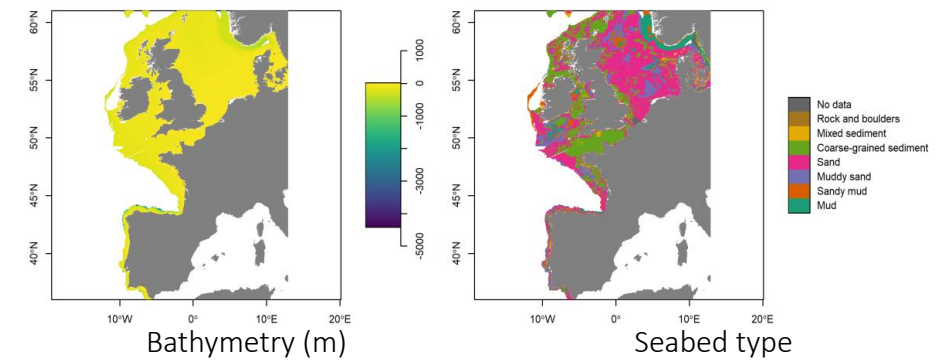 60°N
55°N
50°N
45°N
40°N
10°W
0°
10°E
20°E
1000
0
-1000
-3000
-5000
Bathymetry (m)
60°N
55°N
50°N
45°N
40°N
10°W
0°
10°E
20°E
No data
Rock and boulders
Mixed sediment
Coarse-grained sediment
Sand
Muddy sand
Sandy mud
Mud
Seabed type